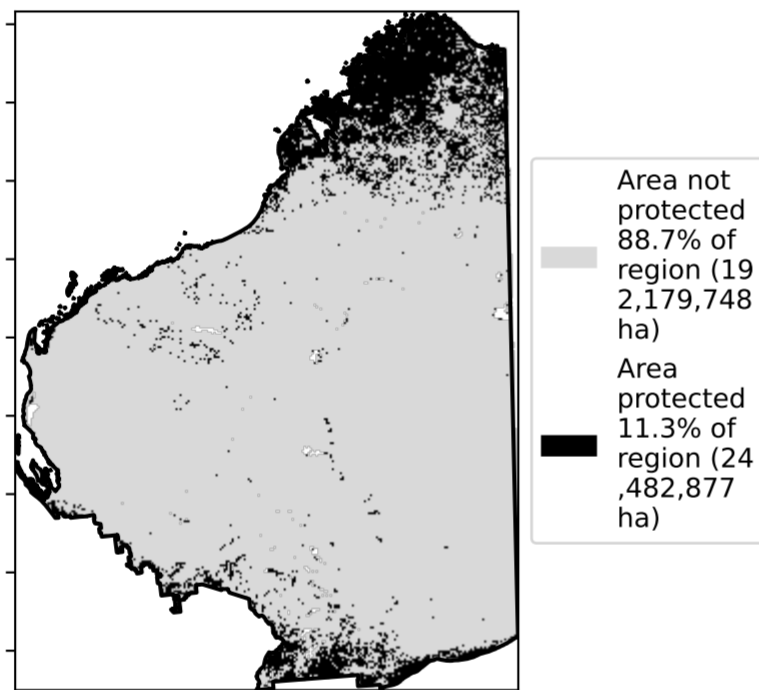 Area not
protected
88.7% of
region (19
2,179,748
ha)
Area
protected
11.3% of
region (24
,482,877
ha)